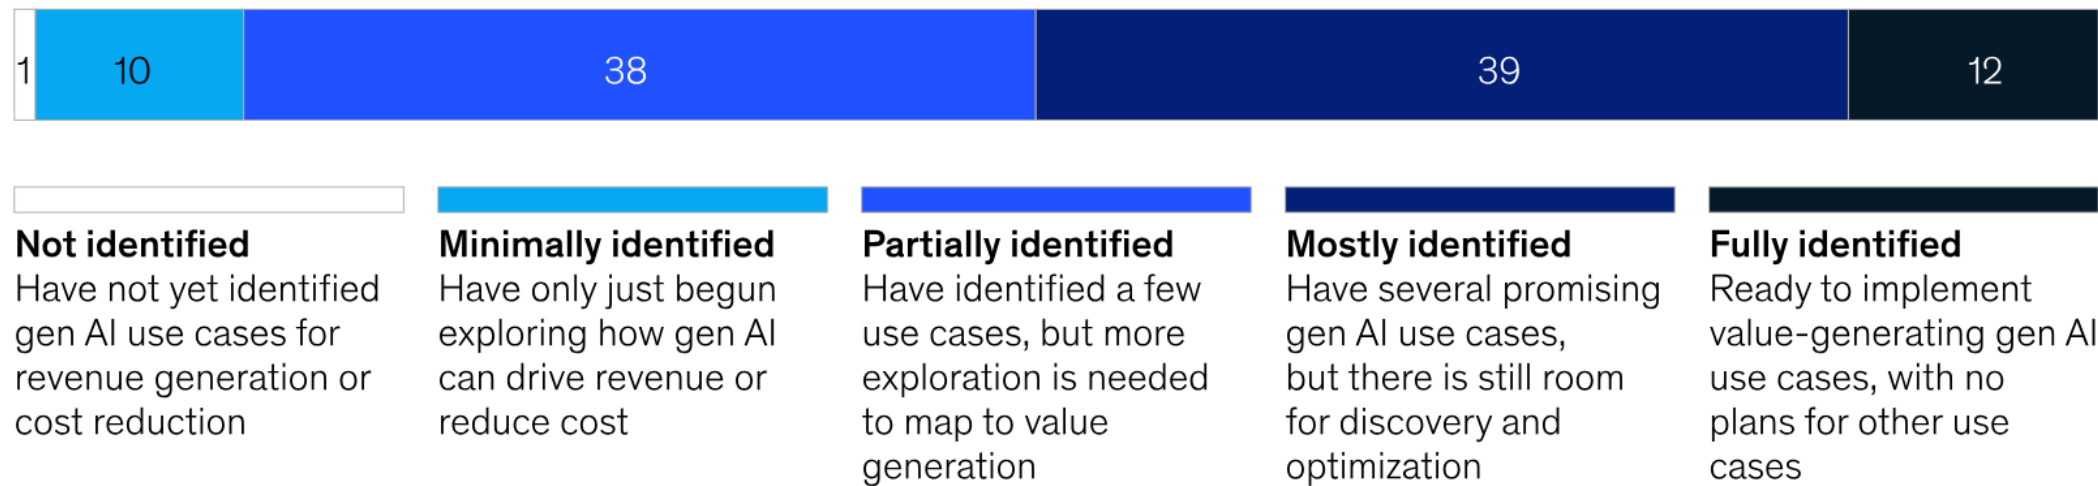 1 10 38 39 12
Not identified
Have not yet identified
gen AI use cases for
revenue generation or
cost reduction
Minimally identified
Have only just begun
exploring how gen AI
can drive revenue or
reduce cost
Partially identified
Have identified a few
use cases, but more
exploration is needed
to map to value
generation
Mostly identified
Have several promising
gen AI use cases,
but there is still room
for discovery and
optimization
Fully identified
Ready to implement
value-generating gen AI
use cases, with no
plans for other use
cases